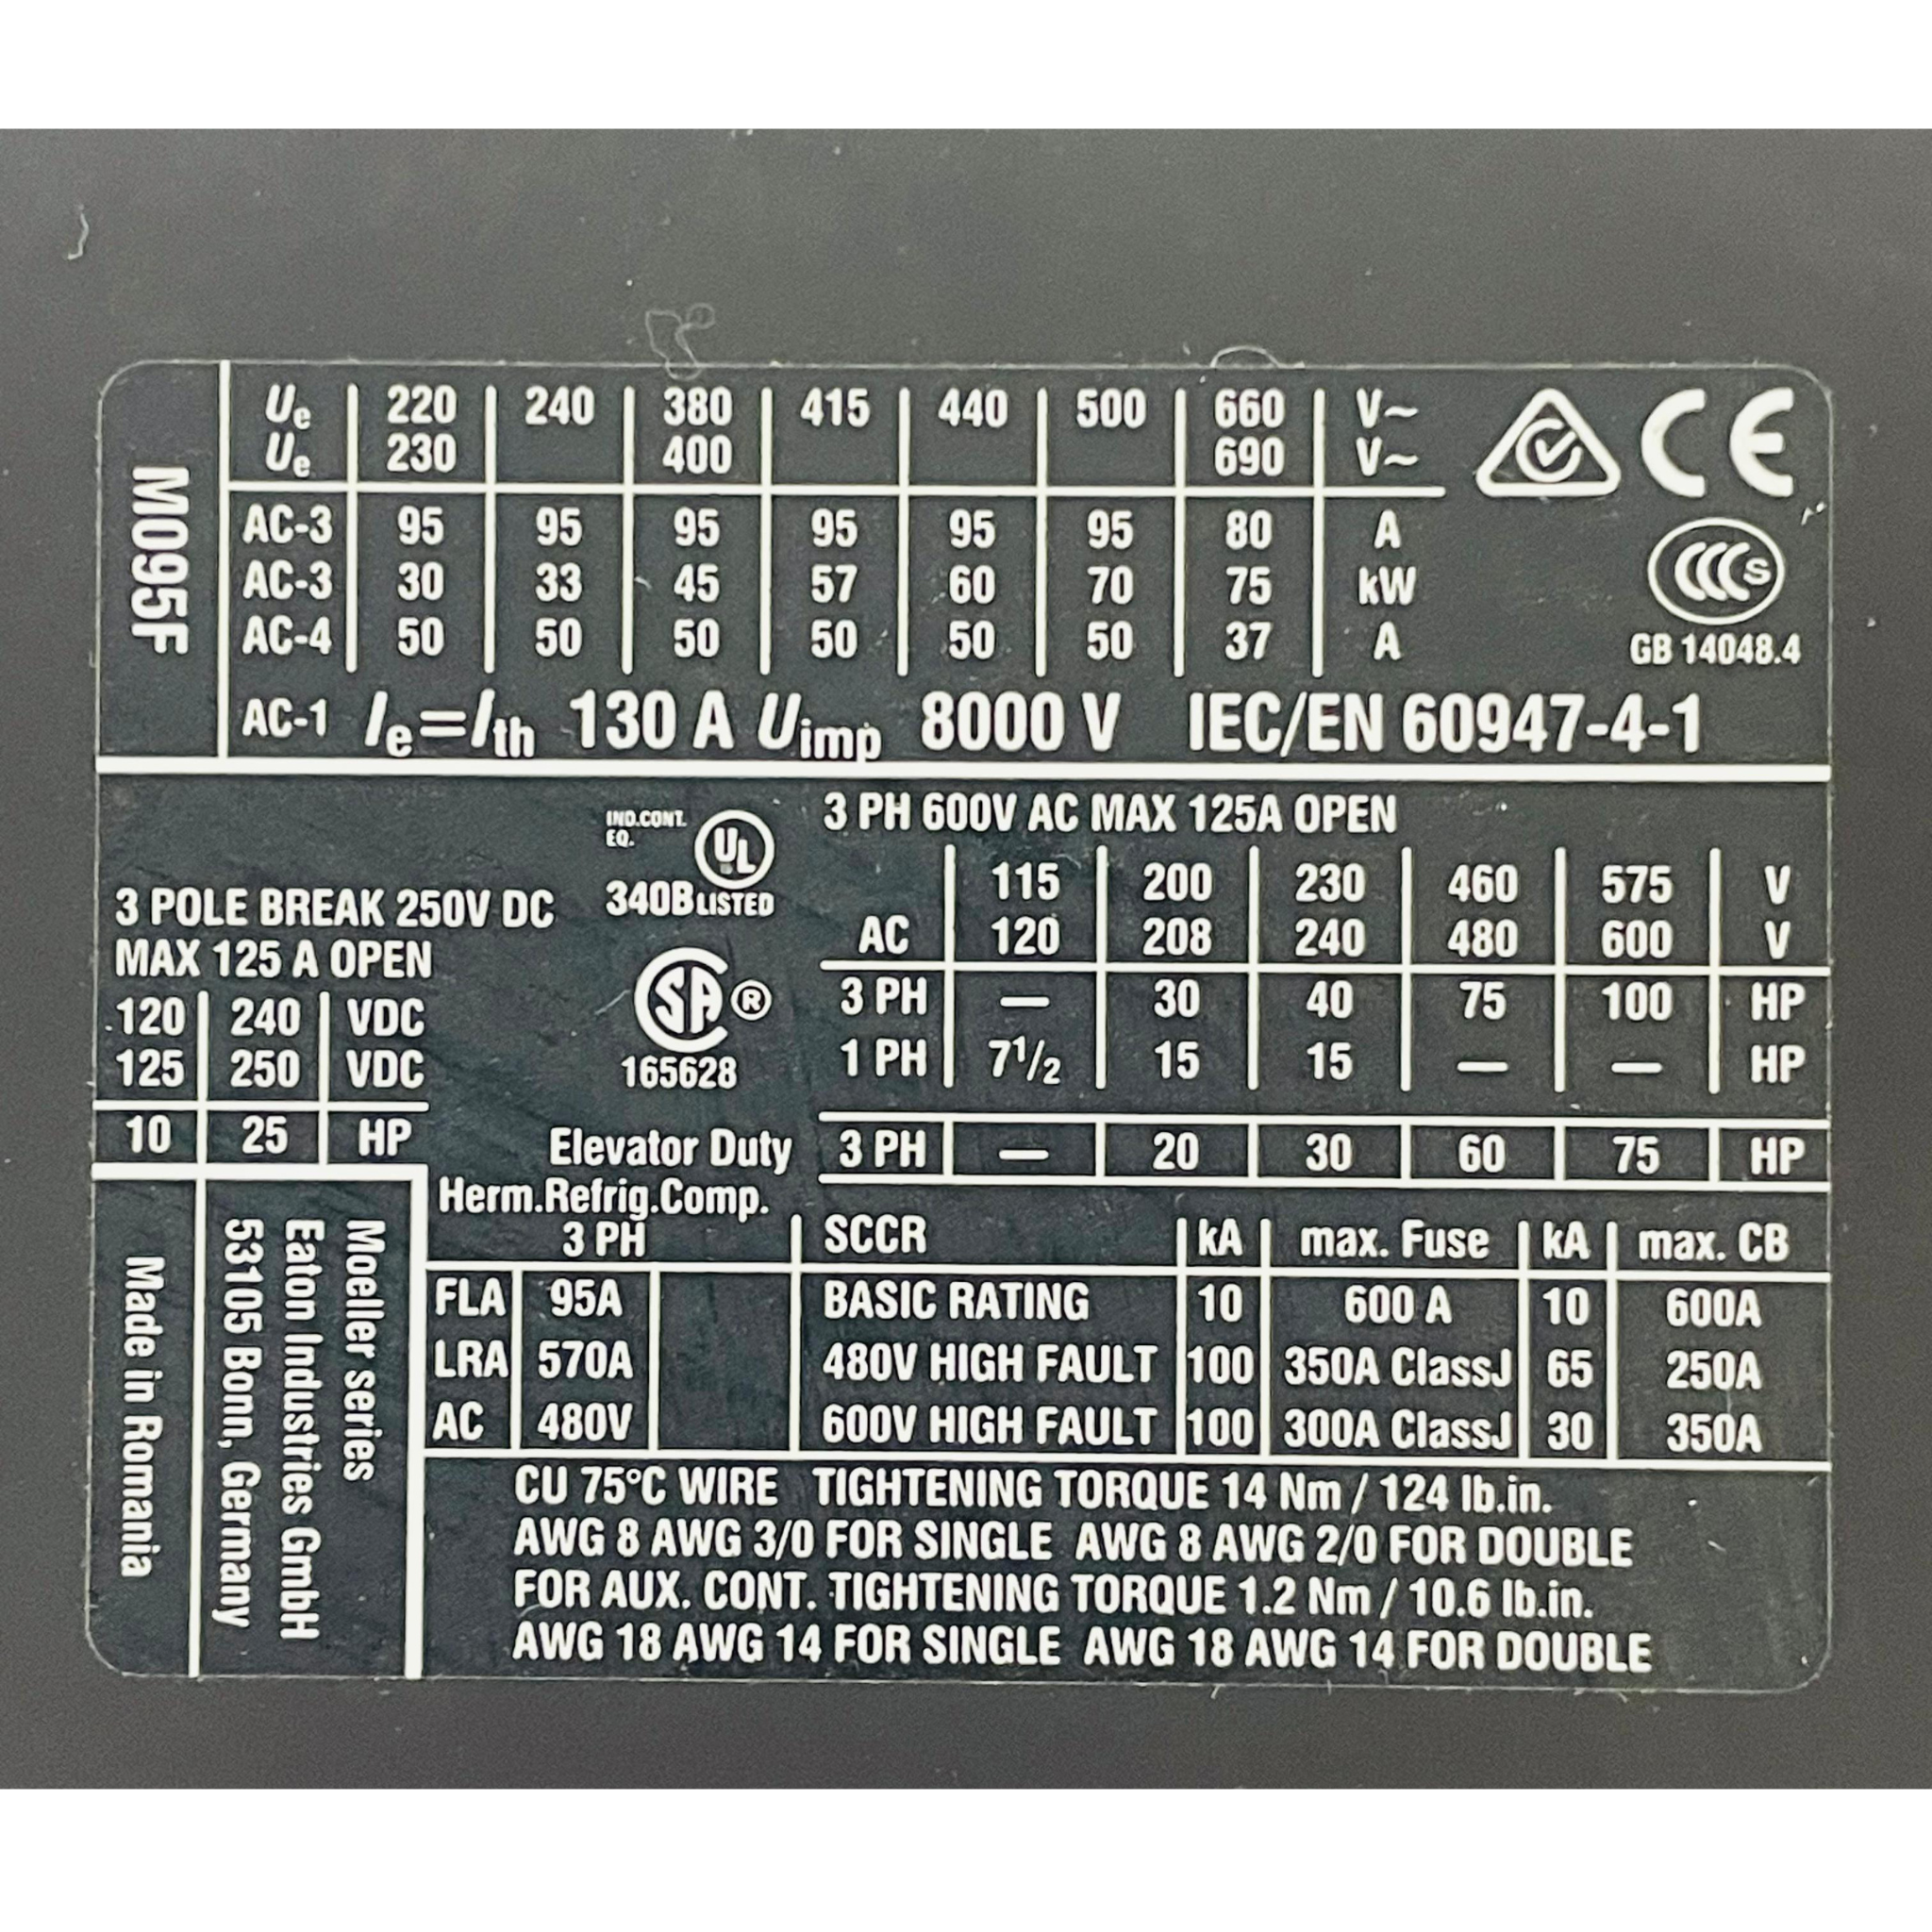 M095F
Ue 220 240 380 415 440 500 660 V~
Ue 230 400 690 V~
AC-3 95 95 95 95 95 95 80 A
AC-3 30 33 45 57 60 70 75 kW
AC-4 50 50 50 50 50 50 37 A
AC-1 Ie=Ith 130 A Uimp 8000 V IEC/EN 60947-4-1
CE
CCC S
GB 14048.4
3 POLE BREAK 250V DC
MAX 125 A OPEN
120 240 VDC
125 250 VDC
10 25 HP
IND.CONT.
EQ.
UL
340B LISTED
SA ®
165628
3 PH 600V AC MAX 125A OPEN
115 200 230 460 575 V
AC 120 208 240 480 600 V
3 PH — 30 40 75 100 HP
1 PH 7 1/2 15 15 — — HP
Elevator Duty 3 PH — 20 30 60 75 HP
Herm.Refrig.Comp.
3 PH
FLA 95A
LRA 570A
AC 480V
SCCR kA max. Fuse kA max. CB
BASIC RATING 10 600 A 10 600A
480V HIGH FAULT 100 350A ClassJ 65 250A
600V HIGH FAULT 100 300A ClassJ 30 350A
CU 75°C WIRE TIGHTENING TORQUE 14 Nm / 124 lb.in.
AWG 8 AWG 3/0 FOR SINGLE AWG 8 AWG 2/0 FOR DOUBLE
FOR AUX. CONT. TIGHTENING TORQUE 1.2 Nm / 10.6 lb.in.
AWG 18 AWG 14 FOR SINGLE AWG 18 AWG 14 FOR DOUBLE
Moeller series
Eaton Industries GmbH
53105 Bonn, Germany
Made in Romania